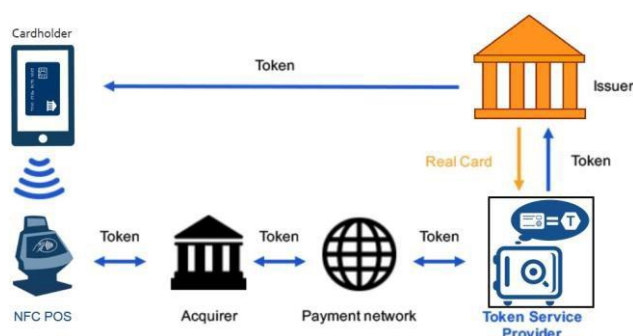 Cardholder
Token
Issuer
Real Card
Token
T
Token
Token
Token
NFC POS
Acquirer
Payment network
Token Service
Provider